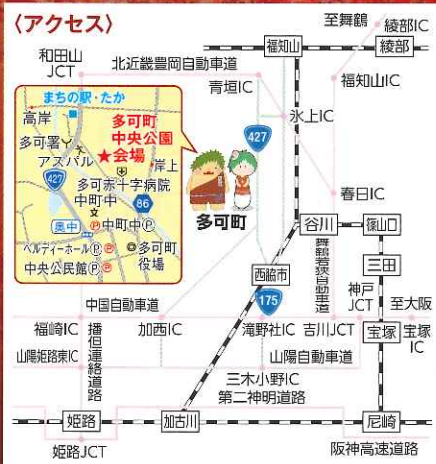 〈アクセス〉
至舞鶴
綾部IC
福知山
綾部
和田山
JCT
北近畿豊岡自動車道
青垣IC
福知山IC
氷上IC
まちの駅・たか
高岸
多可町
中央公園
★会場
多可署
アスパル
岸上
427
多可赤十字病院
中町中
86
奥中
中町中Ⓟ
ベルディーホールⓅ
Ⓟ
中央公民館Ⓟ
多可町
役場
427
多可町
春日IC
谷川
篠山口
舞鶴若狭自動車道
三田
西脇市
175
神戸
JCT
至大阪
中国自動車道
福崎IC
加西IC
滝野社IC
吉川JCT
宝塚
宝塚
IC
播但連絡道路
山陽姫路東IC
山陽自動車道
三木小野IC
第二神明道路
姫路
加古川
尼崎
姫路JCT
阪神高速道路